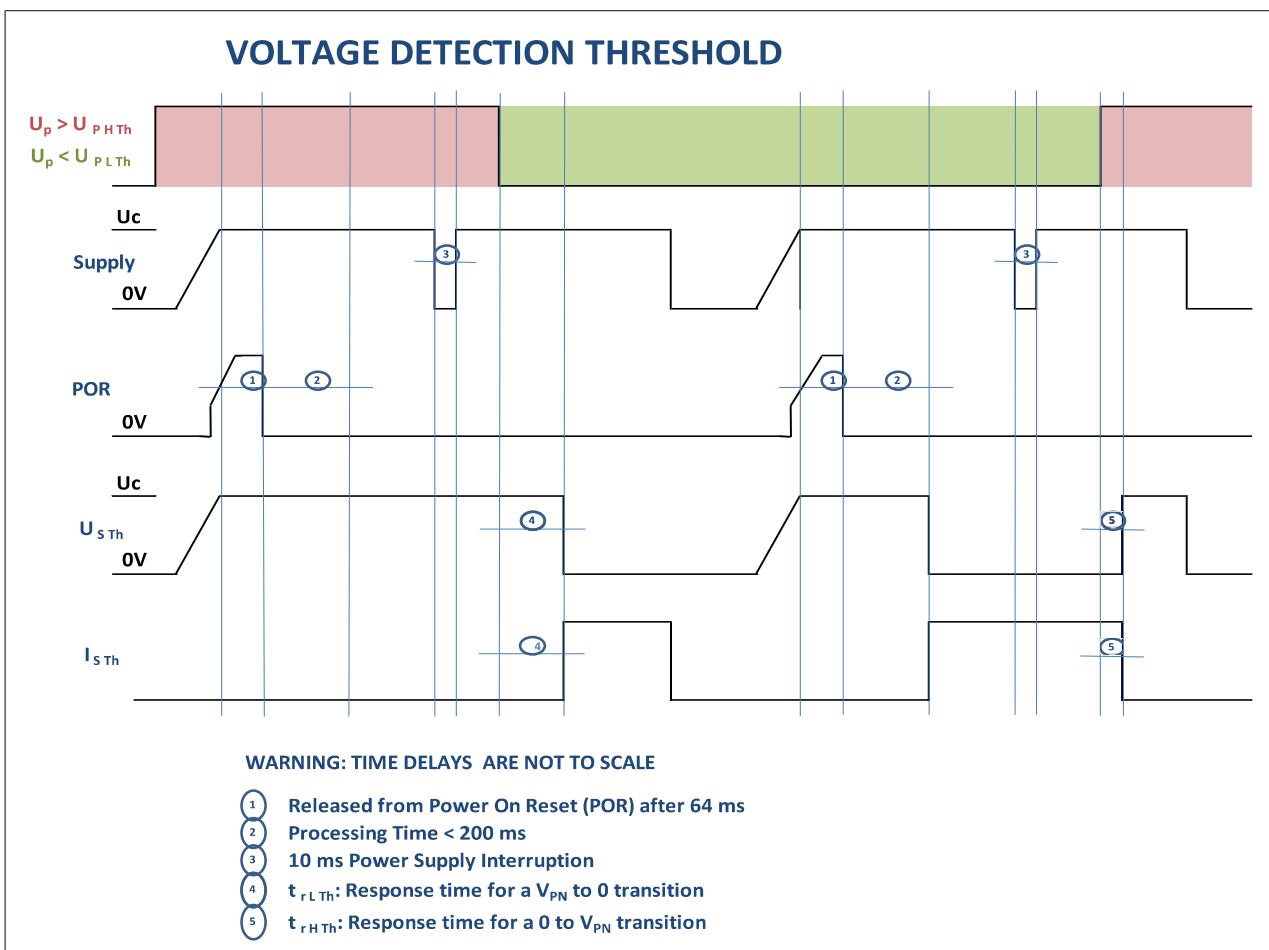 VOLTAGE DETECTION THRESHOLD
Up > U P H Th
Up < U P L Th
Uc
Supply
0V
3
3
POR
0V
1
2
1
2
Uc
U S Th
0V
4
5
I S Th
4
5
WARNING: TIME DELAYS ARE NOT TO SCALE
1 Released from Power On Reset (POR) after 64 ms
2 Processing Time < 200 ms
3 10 ms Power Supply Interruption
4 t r L Th: Response time for a VPN to 0 transition
5 t r H Th: Response time for a 0 to VPN transition